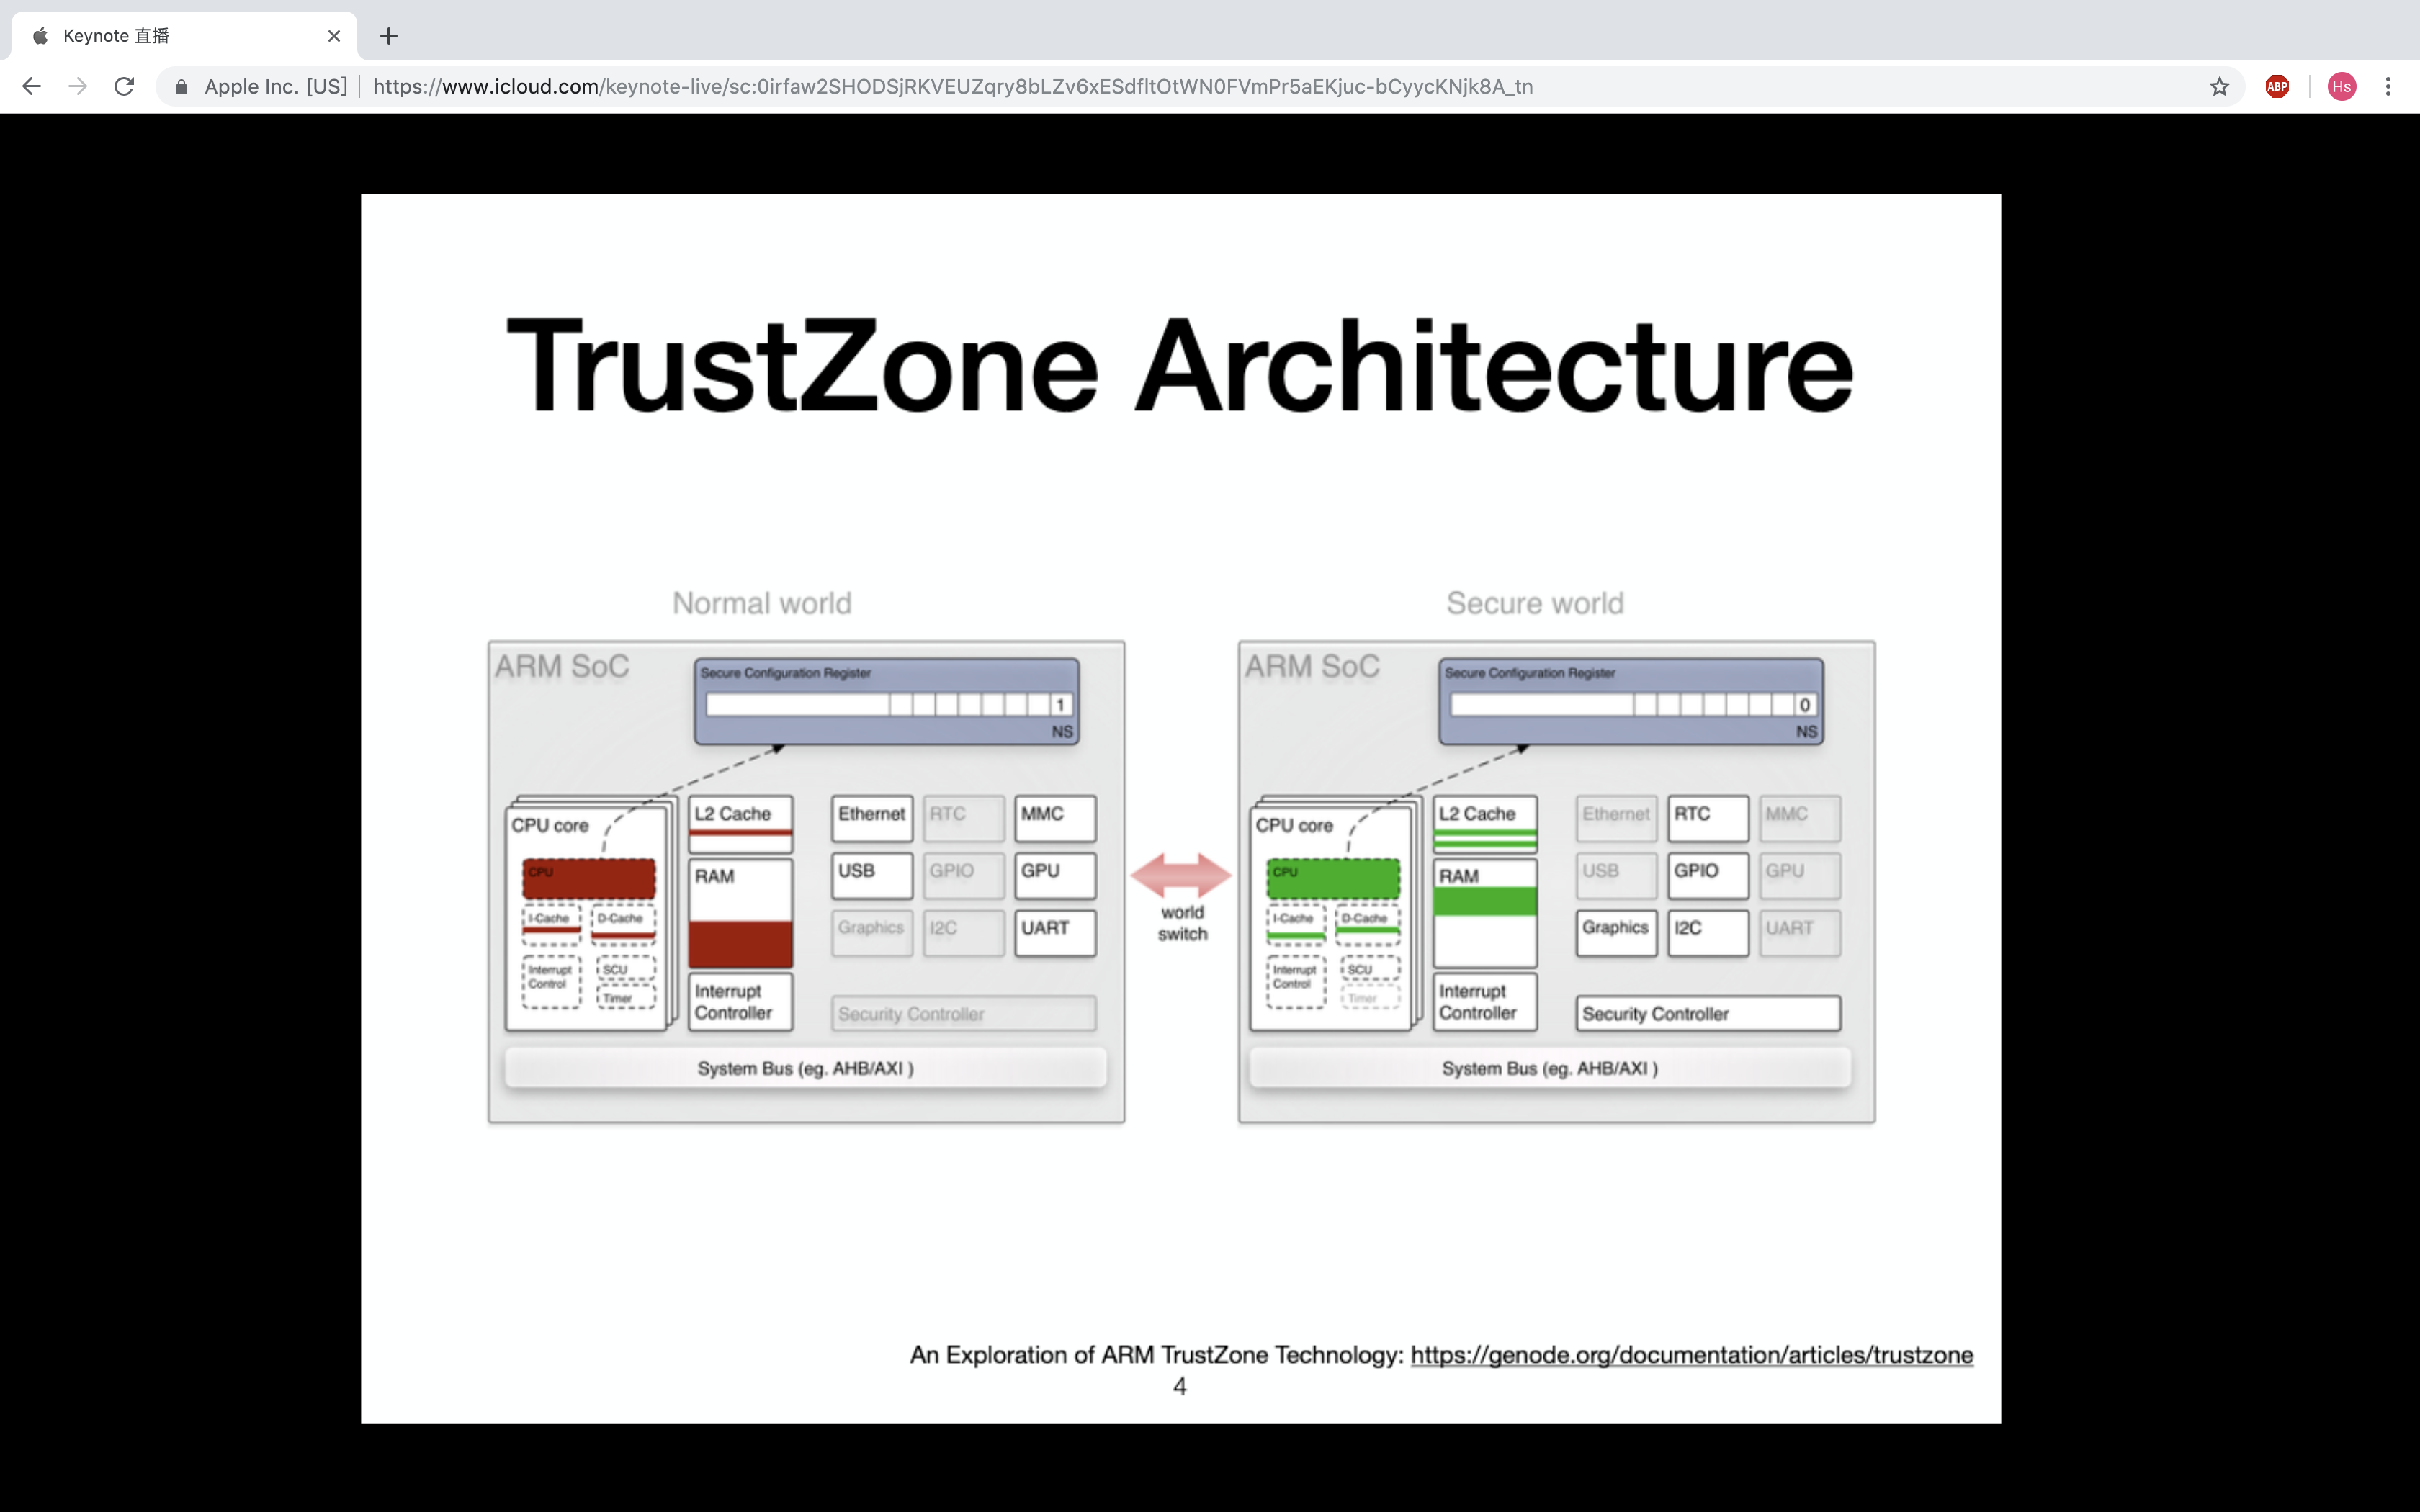 Keynote 直播
Apple Inc. [US] https://www.icloud.com/keynote-live/sc:0irfaw2SHODSjRKVEUZqry8bLZv6xESdfItOtWN0FVmPr5aEKjuc-bCyycKNjk8A_tn
ABP
Hs
TrustZone Architecture
Normal world
ARM SoC
Secure Configuration Register
1
NS
CPU core
CPU
I-Cache D-Cache
Interrupt Control
SCU
Timer
L2 Cache
RAM
Interrupt Controller
Ethernet RTC MMC
USB GPIO GPU
Graphics I2C UART
Security Controller
System Bus (eg. AHB/AXI )
world
switch
Secure world
ARM SoC
Secure Configuration Register
0
NS
CPU core
CPU
I-Cache D-Cache
Interrupt Control
SCU
Timer
L2 Cache
RAM
Interrupt Controller
Ethernet RTC MMC
USB GPIO GPU
Graphics I2C UART
Security Controller
System Bus (eg. AHB/AXI )
An Exploration of ARM TrustZone Technology: https://genode.org/documentation/articles/trustzone
4